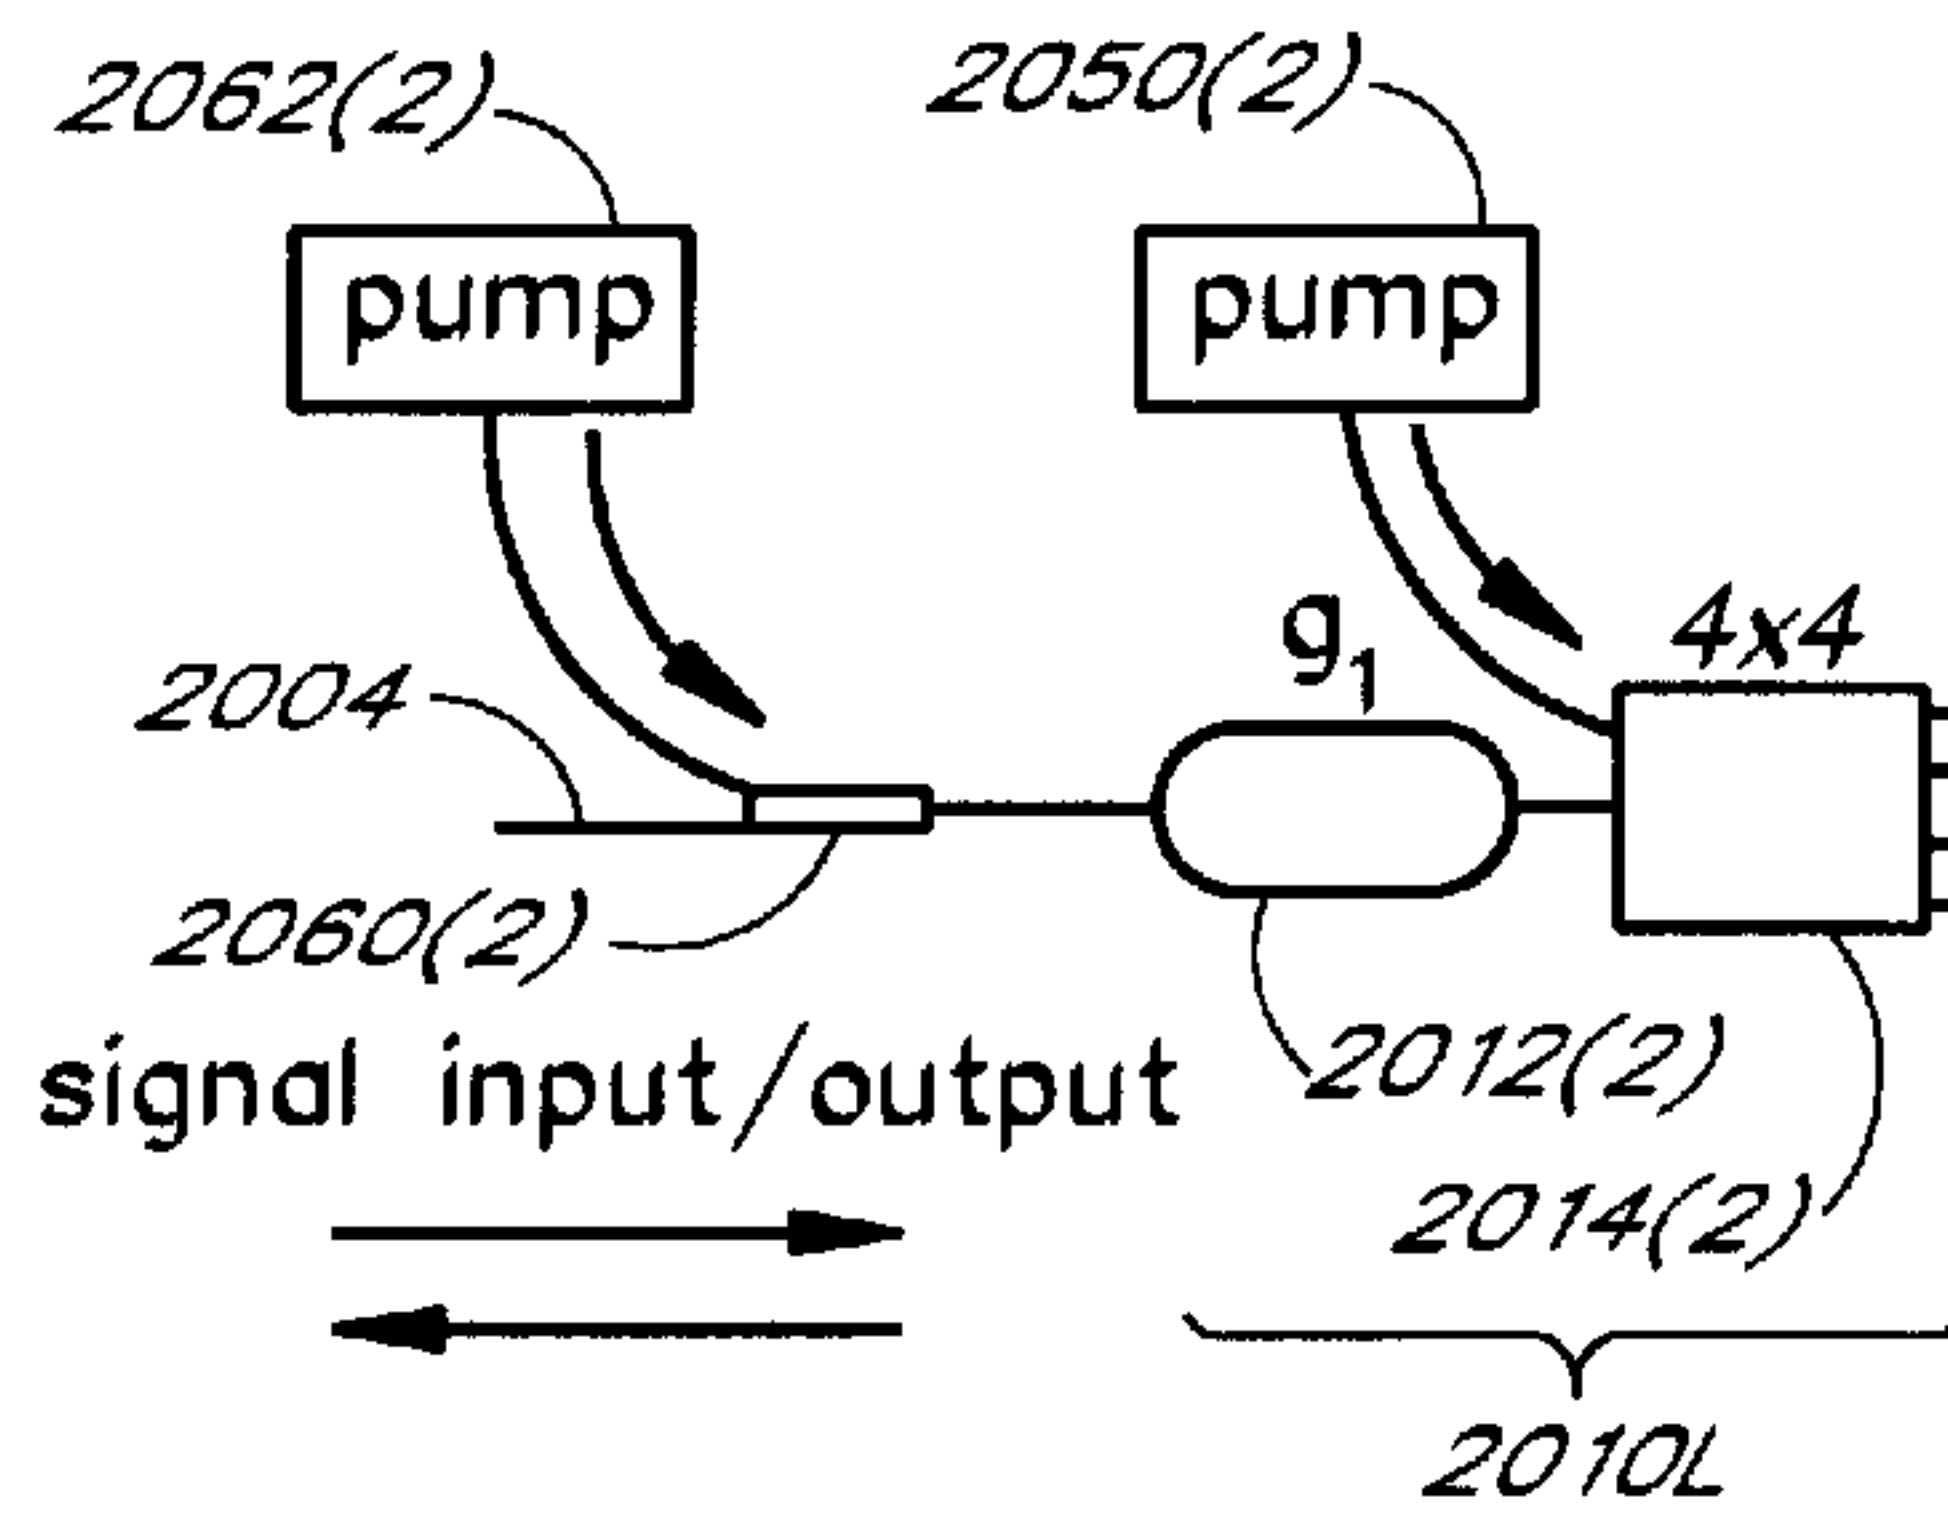 2062(2)
2050(2)
pump
pump
g1
4x4
2004
2060(2)
signal input/output
2012(2)
2014(2)
2010L